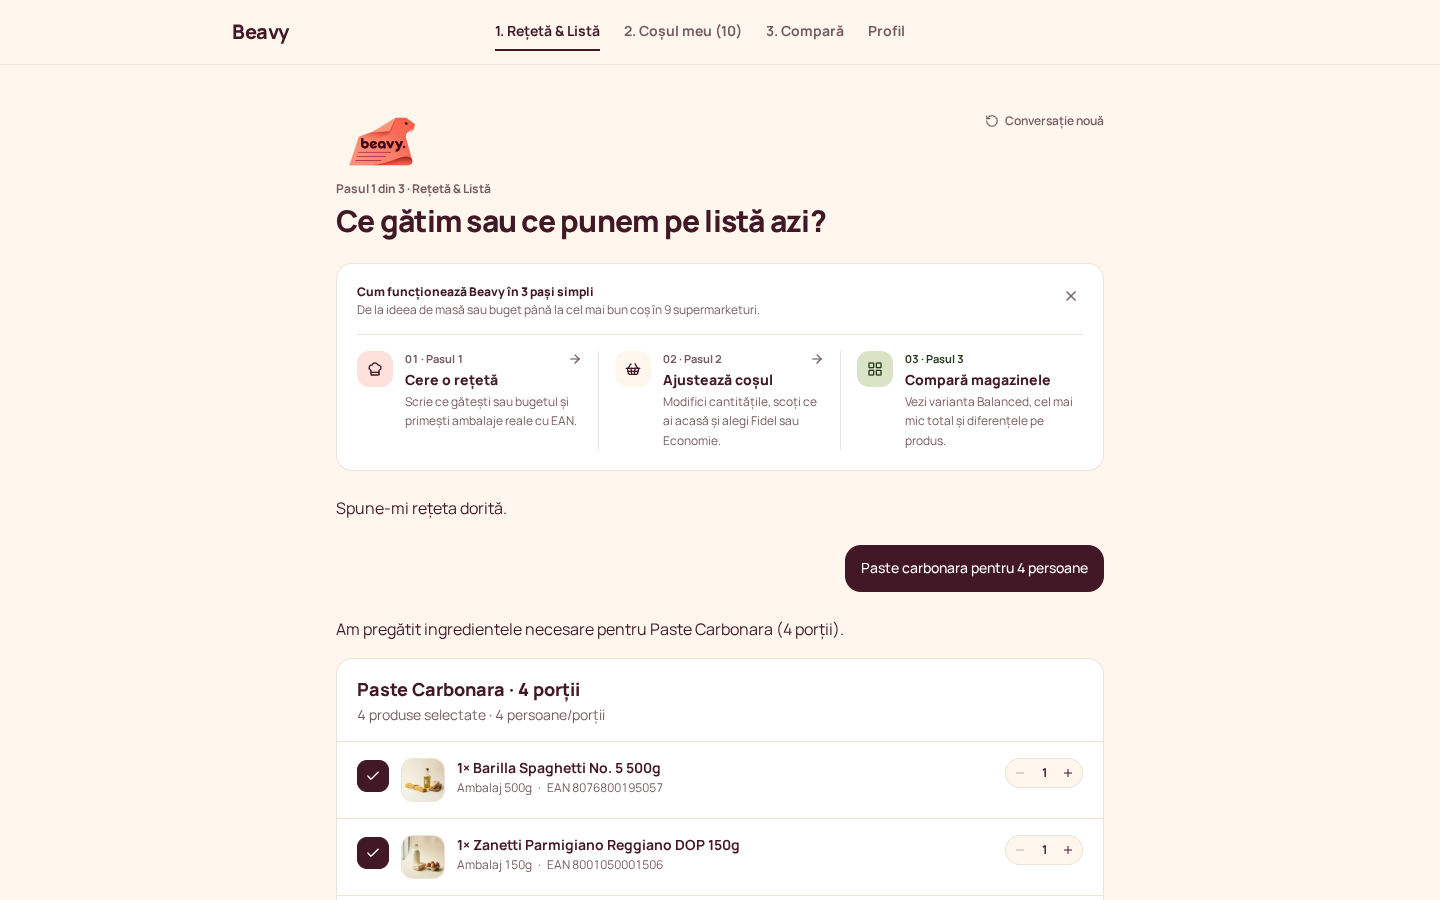 Beavy
1. Rețetă & Listă
2. Coșul meu (10)
3. Compară
Profil
beavy.
Conversație nouă
Pasul 1 din 3 · Rețetă & Listă
Ce gătim sau ce punem pe listă azi?
Cum funcționează Beavy în 3 pași simpli
De la ideea de masă sau buget până la cel mai bun coș în 9 supermarketuri.
01 · Pasul 1
Cere o rețetă
Scrie ce gătești sau bugetul și
primești ambalaje reale cu EAN.
02 · Pasul 2
Ajustează coșul
Modifici cantitățile, scoți ce
ai acasă și alegi Fidel sau
Economie.
03 · Pasul 3
Compară magazinele
Vezi varianta Balanced, cel mai
mic total și diferențele pe
produs.
Spune-mi rețeta dorită.
Paste carbonara pentru 4 persoane
Am pregătit ingredientele necesare pentru Paste Carbonara (4 porții).
Paste Carbonara · 4 porții
4 produse selectate · 4 persoane/porții
1× Barilla Spaghetti No. 5 500g
Ambalaj 500g · EAN 8076800195057
− 1 +
1× Zanetti Parmigiano Reggiano DOP 150g
Ambalaj 150g · EAN 8001050001506
− 1 +